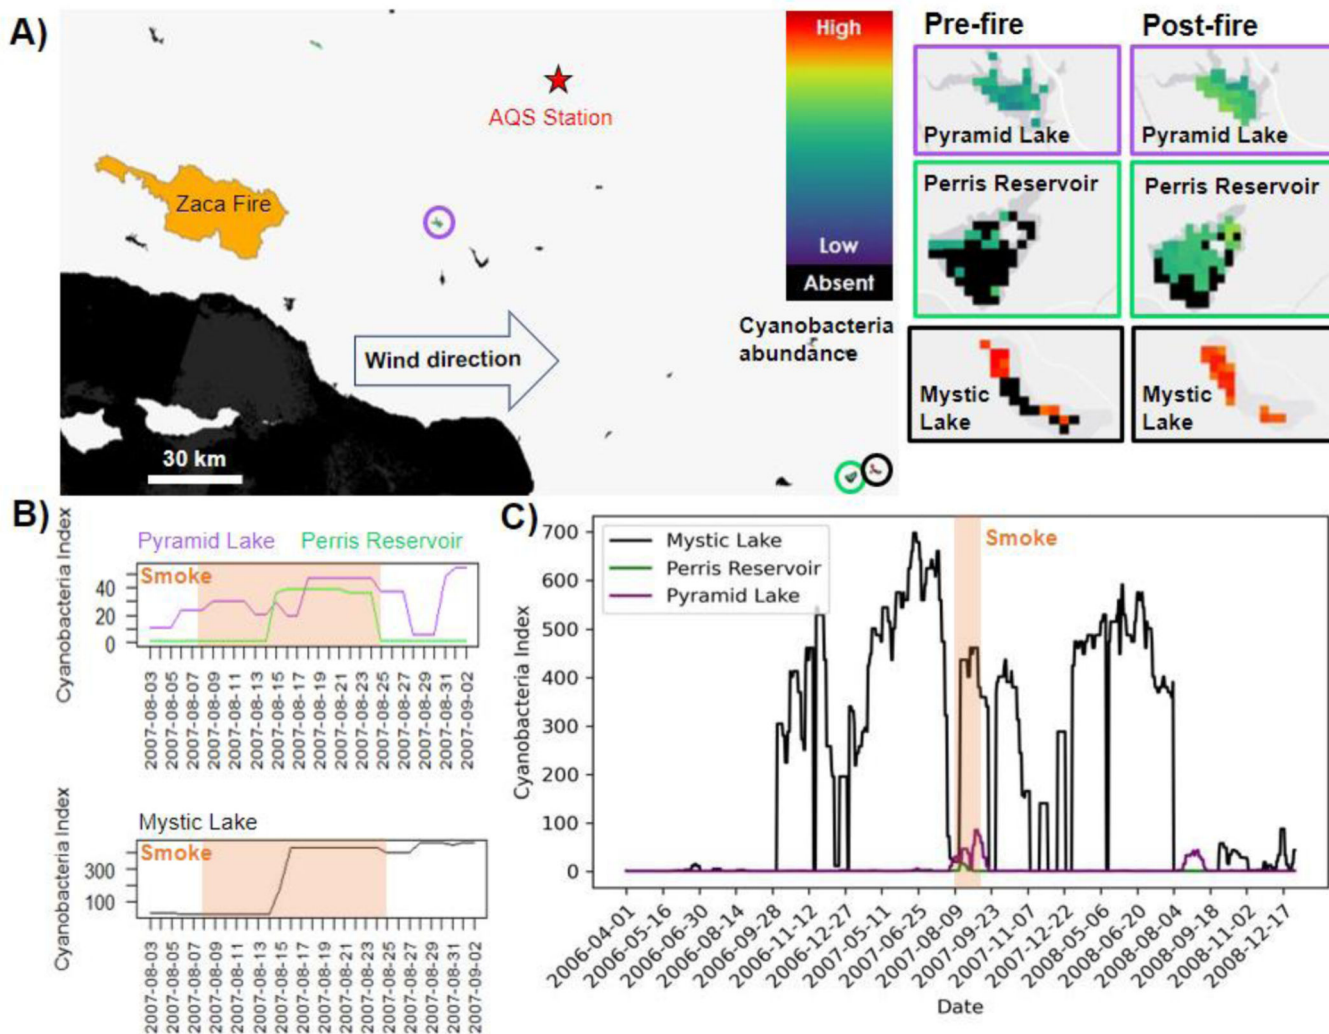 A)
AQS Station
Zaca Fire
Wind direction
30 km
High
Low
Absent
Cyanobacteria
abundance
Pre-fire
Post-fire
Pyramid Lake
Pyramid Lake
Perris Reservoir
Perris Reservoir
Mystic
Lake
Mystic
Lake
B)
Pyramid Lake
Perris Reservoir
Smoke
Cyanobacteria Index
40
20
0
2007-08-03
2007-08-05
2007-08-07
2007-08-09
2007-08-11
2007-08-13
2007-08-15
2007-08-17
2007-08-19
2007-08-21
2007-08-23
2007-08-25
2007-08-27
2007-08-29
2007-08-31
2007-09-02
Mystic Lake
Smoke
Cyanobacteria Index
300
100
2007-08-03
2007-08-05
2007-08-07
2007-08-09
2007-08-11
2007-08-13
2007-08-15
2007-08-17
2007-08-19
2007-08-21
2007-08-23
2007-08-25
2007-08-27
2007-08-29
2007-08-31
2007-09-02
C)
Mystic Lake
Perris Reservoir
Pyramid Lake
Smoke
Cyanobacteria Index
700
600
500
400
300
200
100
0
2006-04-01
2006-05-16
2006-06-30
2006-08-14
2006-09-28
2006-11-12
2006-12-27
2007-05-11
2007-06-25
2007-08-09
2007-09-23
2007-11-07
2007-12-22
2008-05-06
2008-06-20
2008-08-04
2008-09-18
2008-11-02
2008-12-17
Date